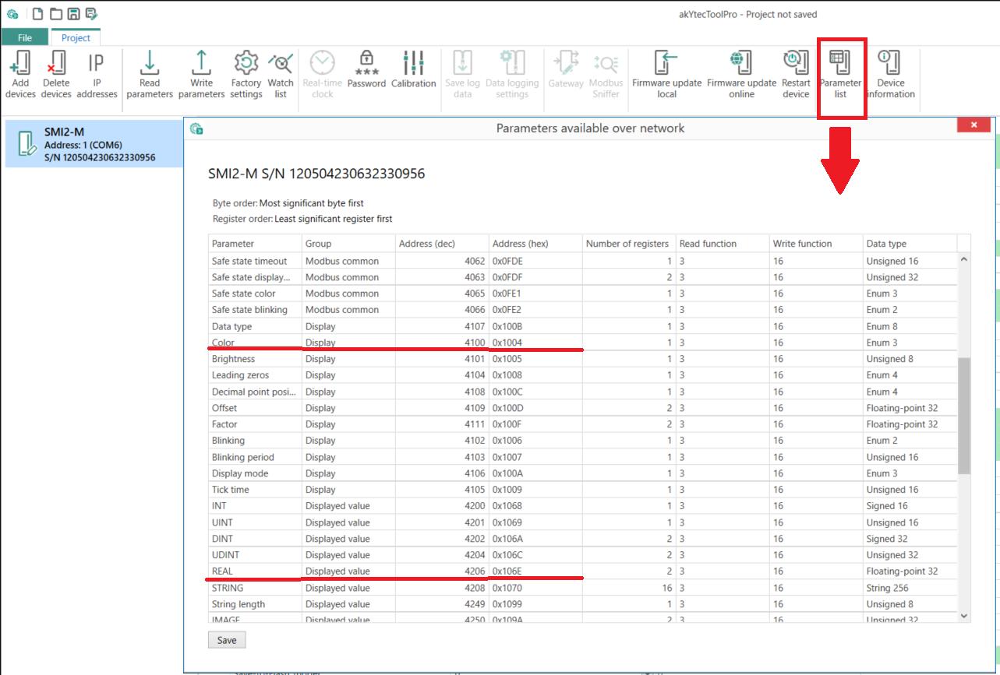 akYtecToolPro - Project not saved
File Project
Add devices Delete devices IP addresses Read parameters Write parameters Factory settings Watch list Real-time clock Password Calibration Save log data Data logging settings Gateway Modbus Sniffer Firmware update local Firmware update online Restart device Parameter list Device information
SMI2-M
Address: 1 (COM6)
S/N 120504230632330956
Parameters available over network
SMI2-M S/N 120504230632330956
Byte order: Most significant byte first
Register order: Least significant register first
Parameter Group Address (dec) Address (hex) Number of registers Read function Write function Data type
Safe state timeout Modbus common 4062 0x0FDE 1 3 16 Unsigned 16
Safe state display... Modbus common 4063 0x0FDF 2 3 16 Unsigned 32
Safe state color Modbus common 4065 0x0FE1 1 3 16 Enum 3
Safe state blinking Modbus common 4066 0x0FE2 1 3 16 Enum 2
Data type Display 4107 0x100B 1 3 16 Enum 8
Color Display 4100 0x1004 1 3 16 Enum 3
Brightness Display 4101 0x1005 1 3 16 Unsigned 8
Leading zeros Display 4104 0x1008 1 3 16 Enum 4
Decimal point posi... Display 4108 0x100C 1 3 16 Enum 4
Offset Display 4109 0x100D 2 3 16 Floating-point 32
Factor Display 4111 0x100F 2 3 16 Floating-point 32
Blinking Display 4102 0x1006 1 3 16 Enum 2
Blinking period Display 4103 0x1007 1 3 16 Unsigned 16
Display mode Display 4106 0x100A 1 3 16 Enum 3
Tick time Display 4105 0x1009 1 3 16 Unsigned 16
INT Displayed value 4200 0x1068 1 3 16 Signed 16
UINT Displayed value 4201 0x1069 1 3 16 Unsigned 16
DINT Displayed value 4202 0x106A 2 3 16 Signed 32
UDINT Displayed value 4204 0x106C 2 3 16 Unsigned 32
REAL Displayed value 4206 0x106E 2 3 16 Floating-point 32
STRING Displayed value 4208 0x1070 16 3 16 String 256
String length Displayed value 4249 0x1099 1 3 16 Unsigned 8
IMAGE Displayed value 4250 0x109A 2 3 16 Unsigned 32
Save